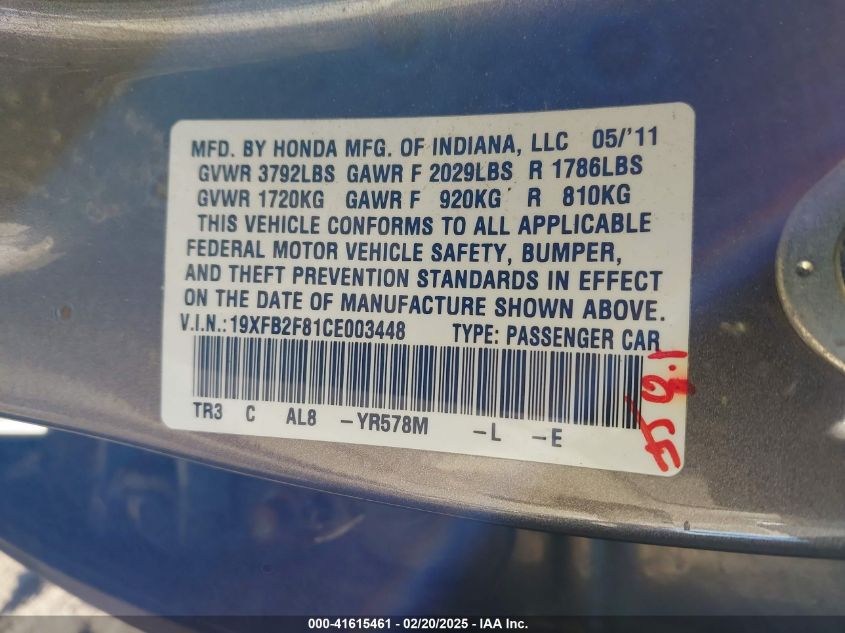 MFD. BY HONDA MFG. OF INDIANA, LLC 05/'11
GVWR 3792LBS GAWR F 2029LBS R 1786LBS
GVWR 1720KG GAWR F 920KG R 810KG
THIS VEHICLE CONFORMS TO ALL APPLICABLE
FEDERAL MOTOR VEHICLE SAFETY, BUMPER,
AND THEFT PREVENTION STANDARDS IN EFFECT
ON THE DATE OF MANUFACTURE SHOWN ABOVE.
V.I.N.: 19XFB2F81CE003448 TYPE: PASSENGER CAR
TR3 C AL8 -YR578M -L -E
000-41615461 - 02/20/2025 - IAA Inc.